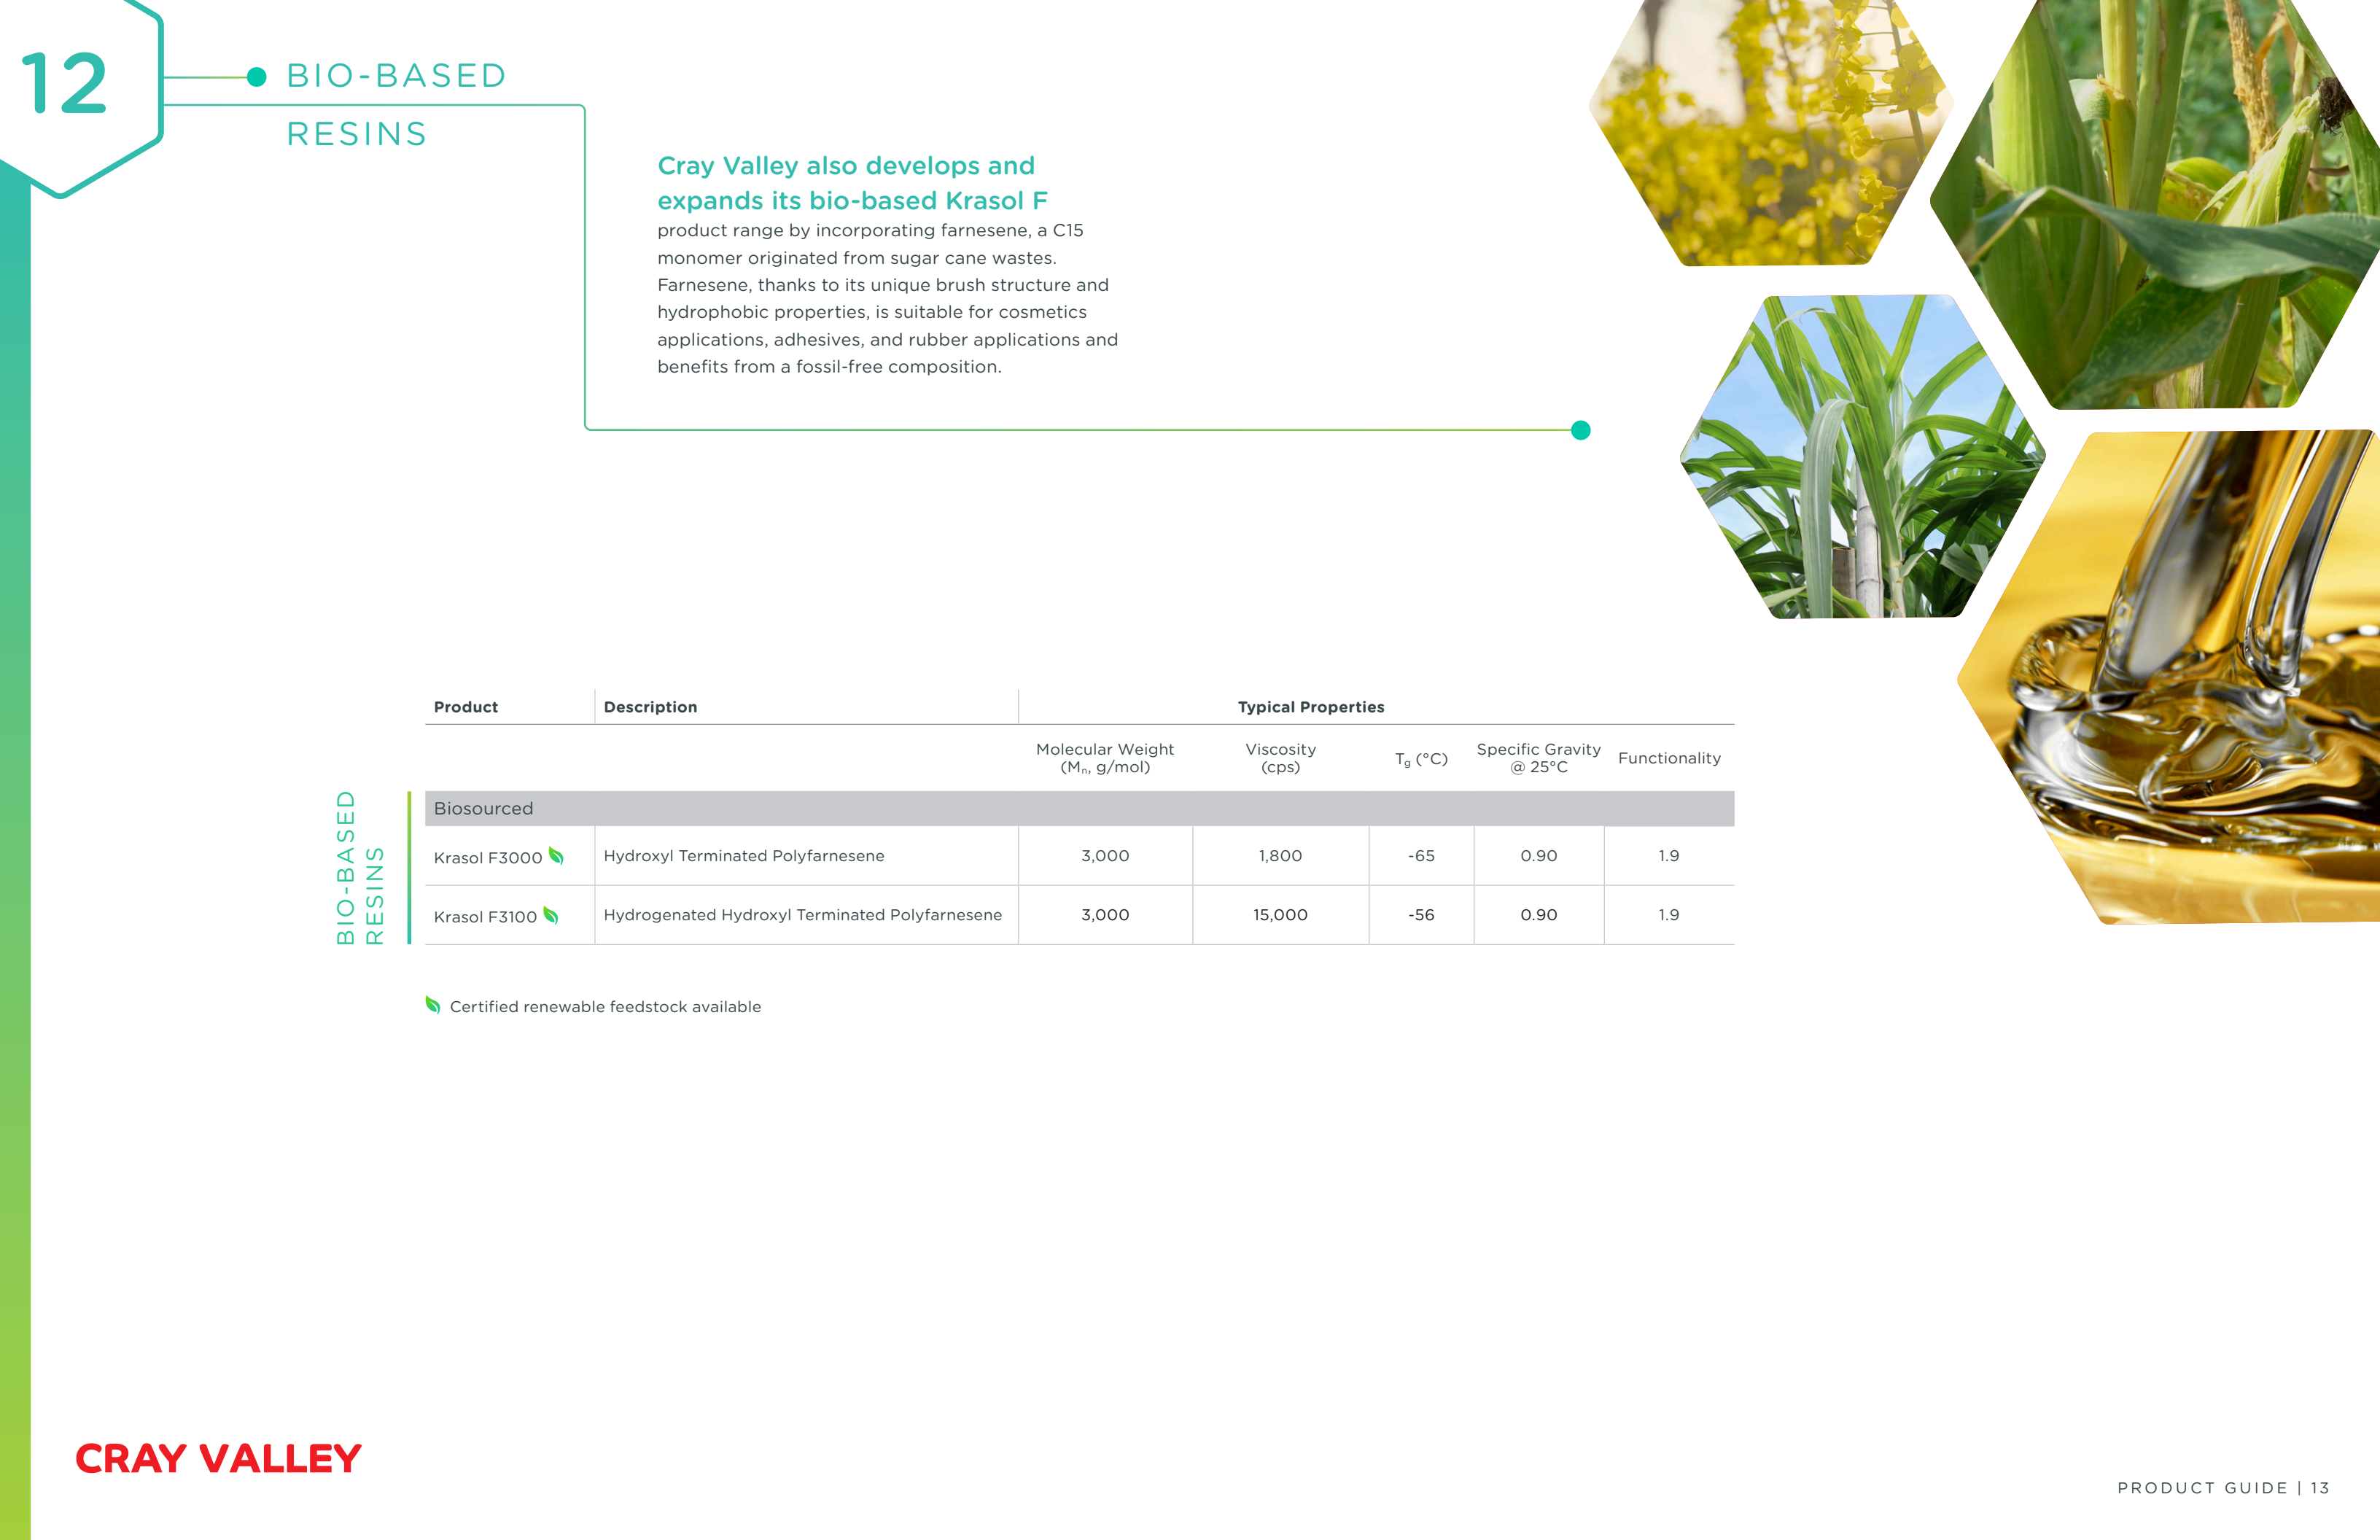 12
BIO-BASED
RESINS
Cray Valley also develops and
expands its bio-based Krasol F
product range by incorporating farnesene, a C15
monomer originated from sugar cane wastes.
Farnesene, thanks to its unique brush structure and
hydrophobic properties, is suitable for cosmetics
applications, adhesives, and rubber applications and
benefits from a fossil-free composition.
Product Description Typical Properties
Molecular Weight (Mₙ, g/mol) Viscosity (cps) Tg (°C) Specific Gravity @ 25°C Functionality
BIO-BASED
RESINS
Biosourced
Krasol F3000 Hydroxyl Terminated Polyfarnesene 3,000 1,800 -65 0.90 1.9
Krasol F3100 Hydrogenated Hydroxyl Terminated Polyfarnesene 3,000 15,000 -56 0.90 1.9
Certified renewable feedstock available
CRAY VALLEY
PRODUCT GUIDE | 13